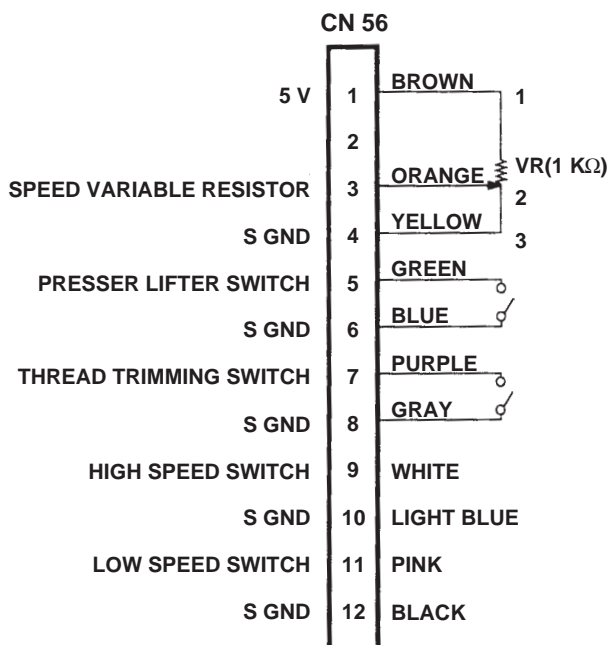 CN 56
5 V 1 BROWN 1
2
VR(1 KΩ)
SPEED VARIABLE RESISTOR 3 ORANGE 2
S GND 4 YELLOW 3
PRESSER LIFTER SWITCH 5 GREEN
S GND 6 BLUE
THREAD TRIMMING SWITCH 7 PURPLE
S GND 8 GRAY
HIGH SPEED SWITCH 9 WHITE
S GND 10 LIGHT BLUE
LOW SPEED SWITCH 11 PINK
S GND 12 BLACK